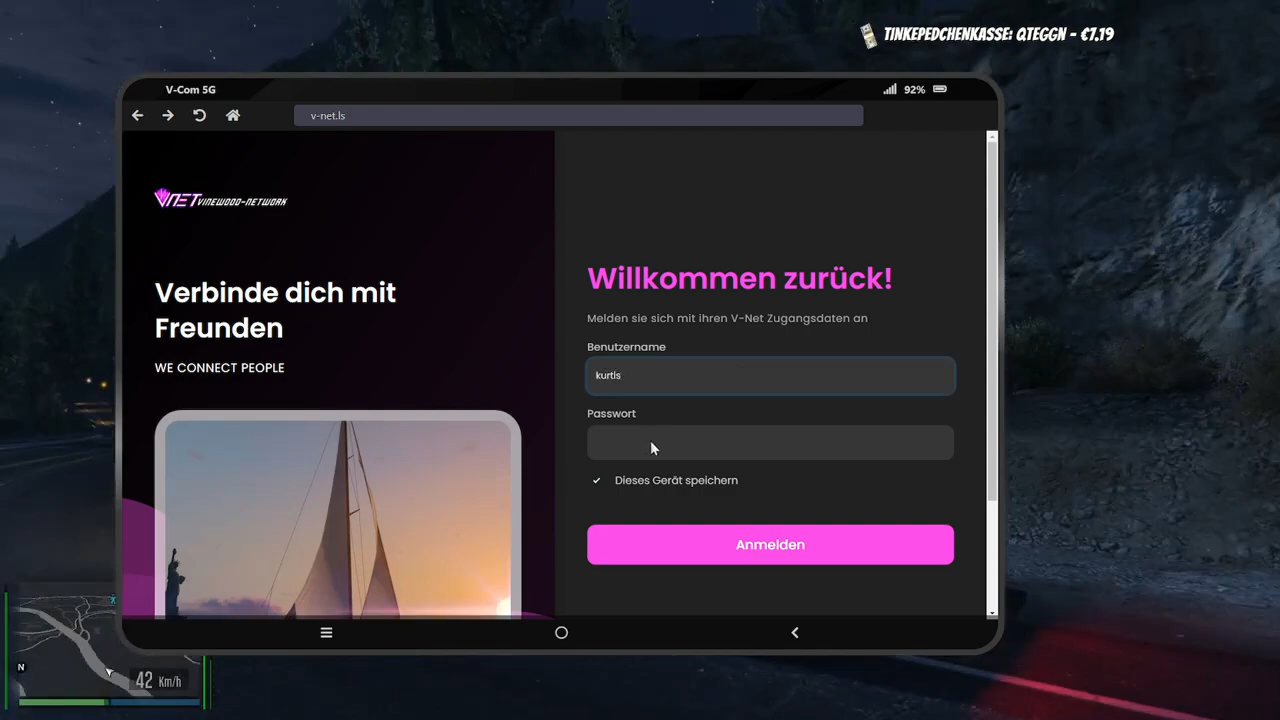 TINKEPEDCHENKASSE: QTEGGN - €7.19
V-Com 5G
92%
v-net.ls
VNET VINEWOOD-NETWORK
Verbinde dich mit
Freunden
WE CONNECT PEOPLE
Willkommen zurück!
Melden sie sich mit ihren V-Net Zugangsdaten an
Benutzername
kurtis
Passwort
Dieses Gerät speichern
Anmelden
N
42 Km/h